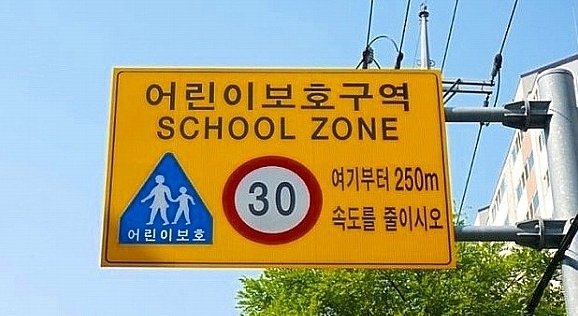 어린이보호구역
SCHOOL ZONE
어린이보호
30
여기부터 250m
속도를 줄이시오